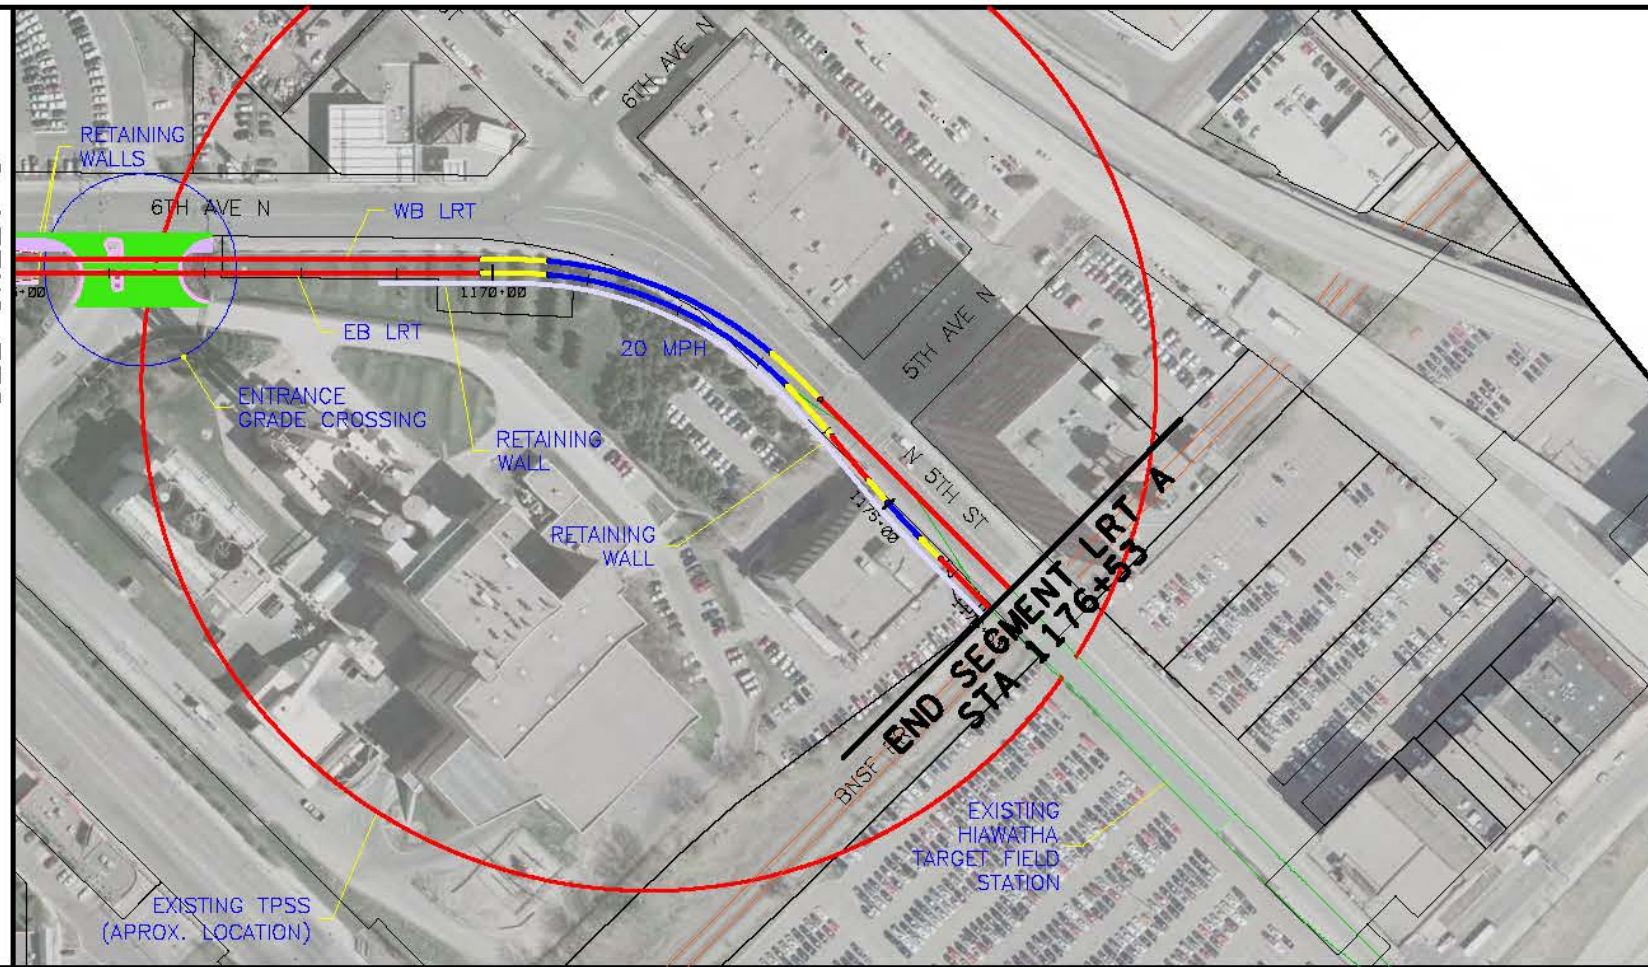 6TH AVE N
RETAINING
WALLS
6TH AVE N
WB LRT
1170+00
EB LRT
20 MPH
5TH AVE N
ENTRANCE
GRADE CROSSING
RETAINING
WALL
N 5TH ST
1175+00
RETAINING
WALL
END SEGMENT LRT A
STA 1176+53
BNSF
EXISTING
HIAWATHA
TARGET FIELD
STATION
EXISTING TPSS
(APROX. LOCATION)